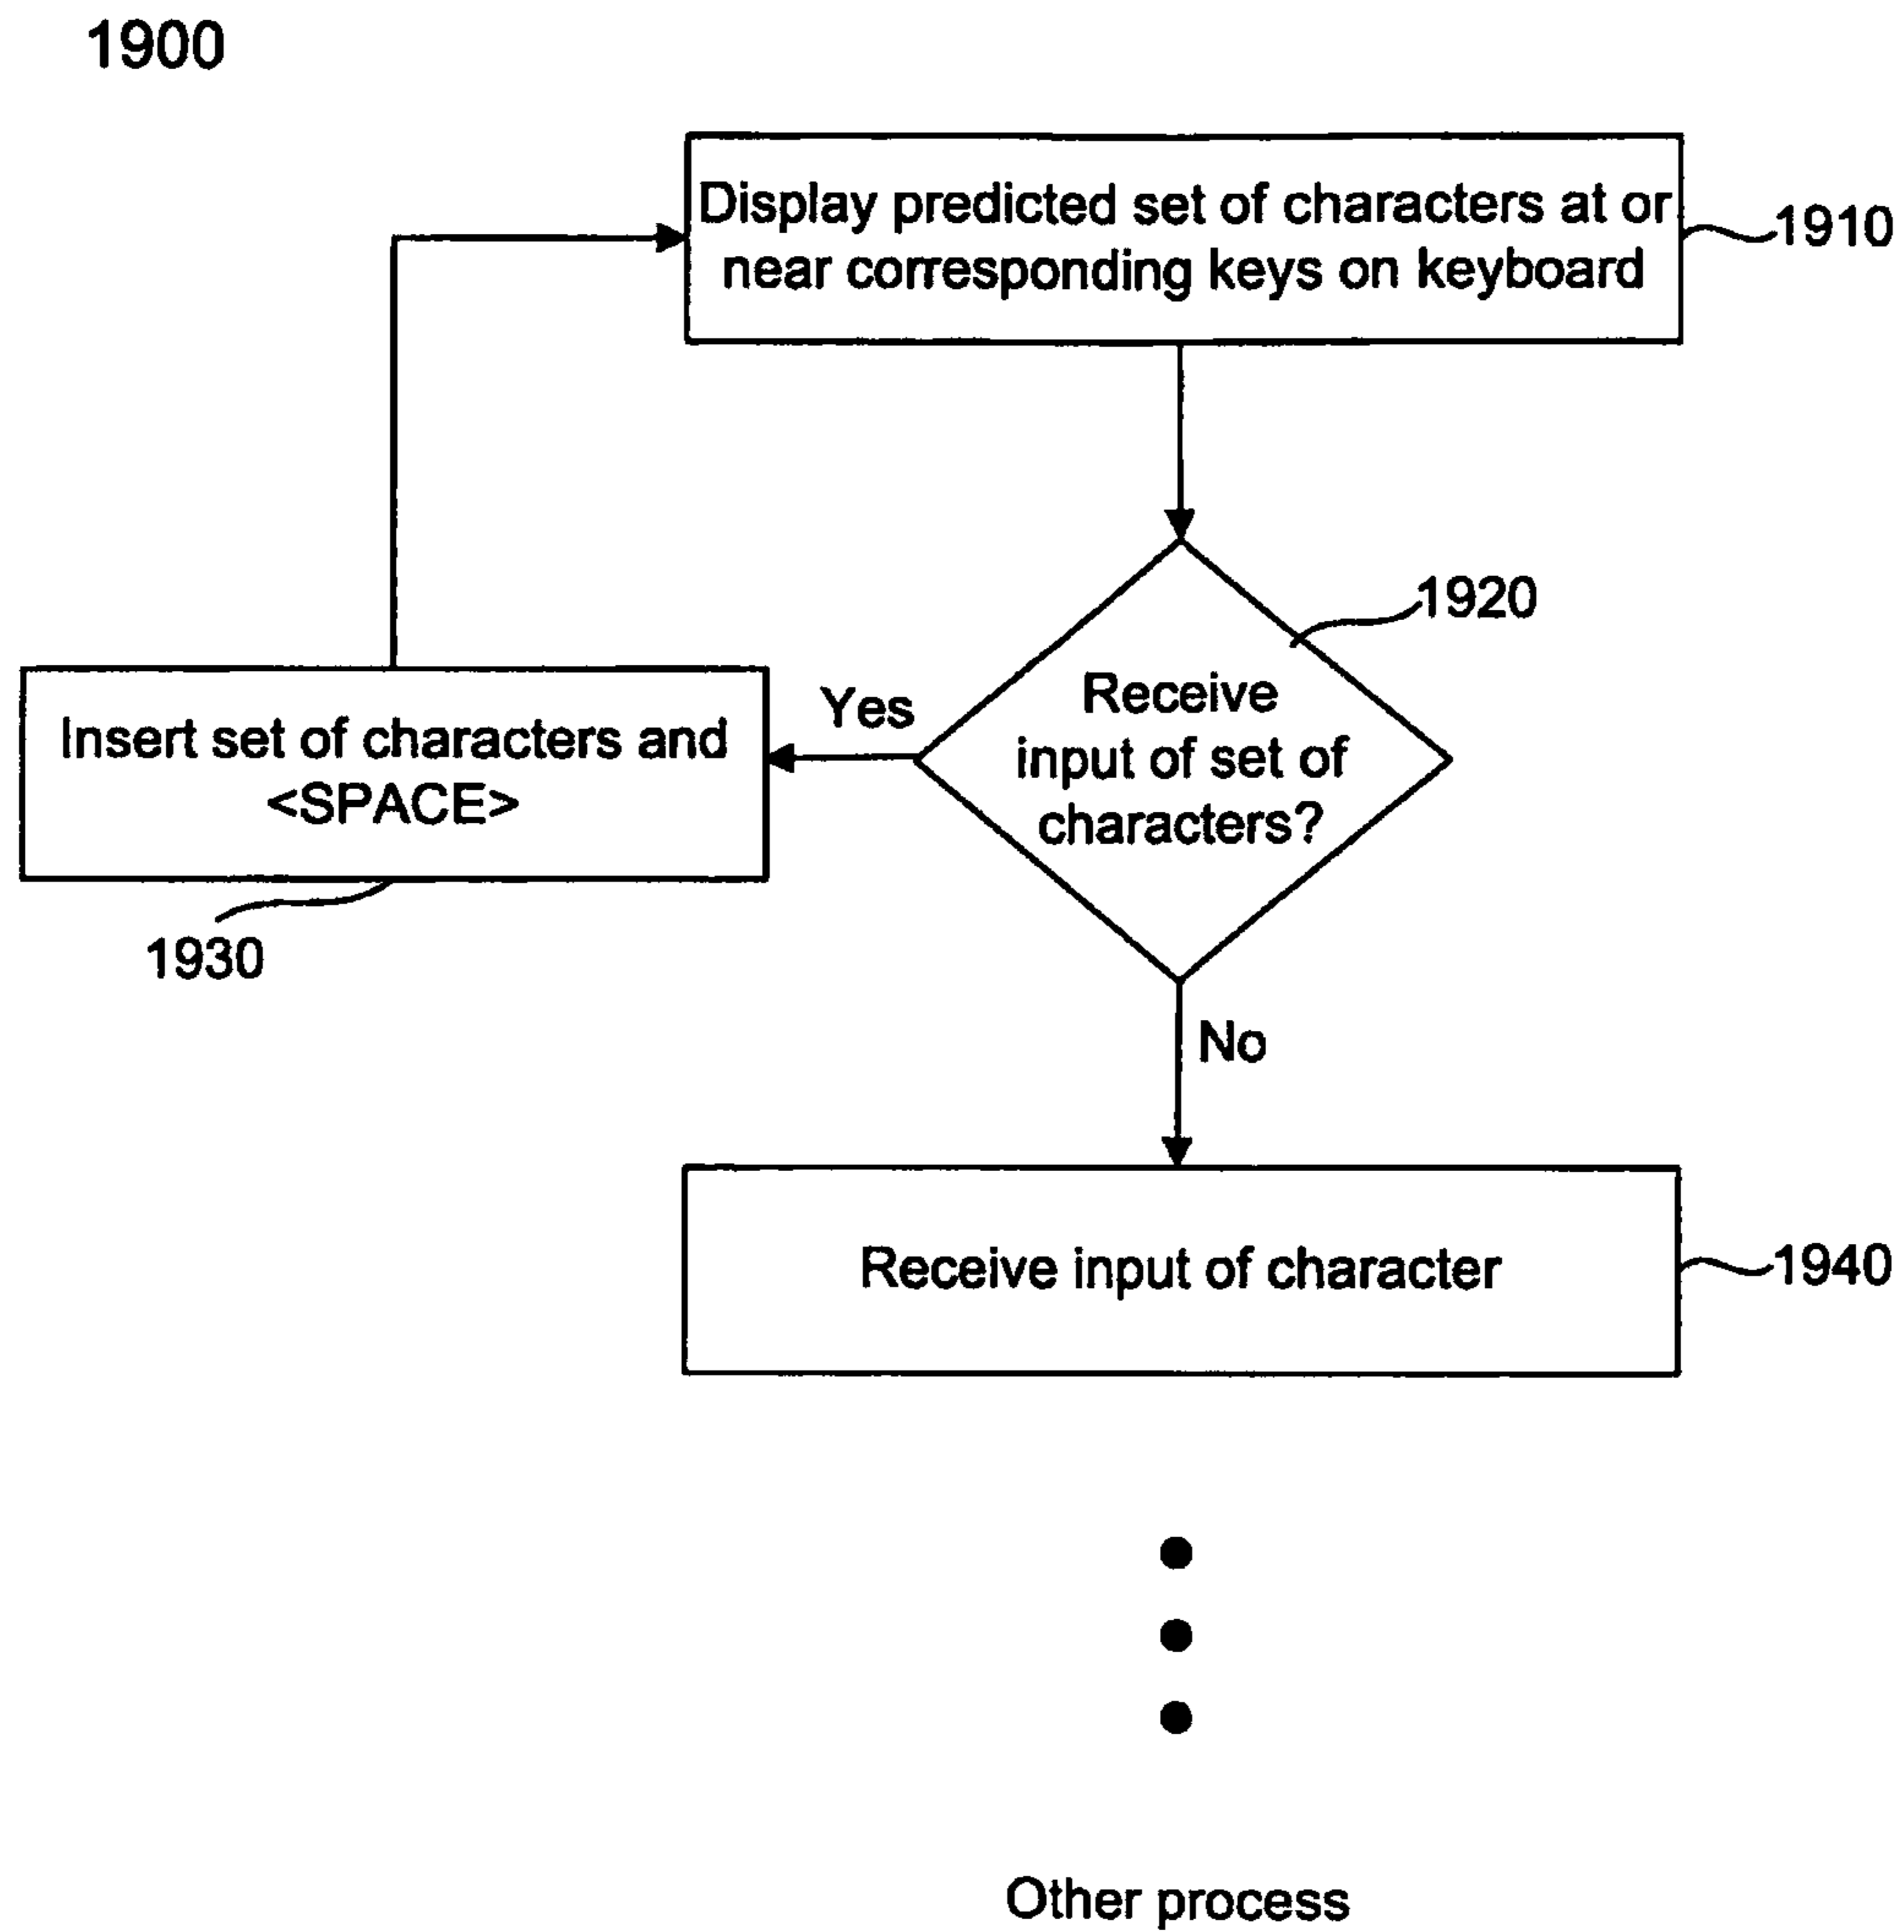 1900
Display predicted set of characters at or
near corresponding keys on keyboard
1910
1920
Receive
input of set of
characters?
Yes
Insert set of characters and
<SPACE>
1930
No
Receive input of character
1940
Other process